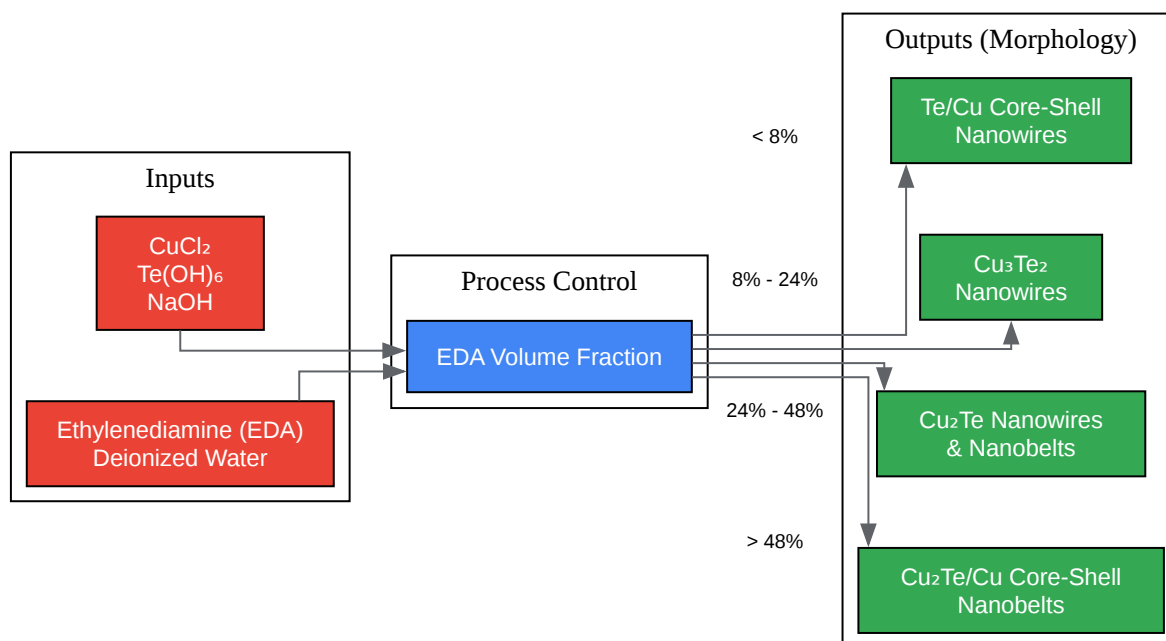 Inputs
CuCl₂
Te(OH)₆
NaOH
Ethylenediamine (EDA)
Deionized Water
Process Control
EDA Volume Fraction
< 8%
8% - 24%
24% - 48%
> 48%
Outputs (Morphology)
Te/Cu Core-Shell
Nanowires
Cu₃Te₂
Nanowires
Cu₂Te Nanowires
& Nanobelts
Cu₂Te/Cu Core-Shell
Nanobelts